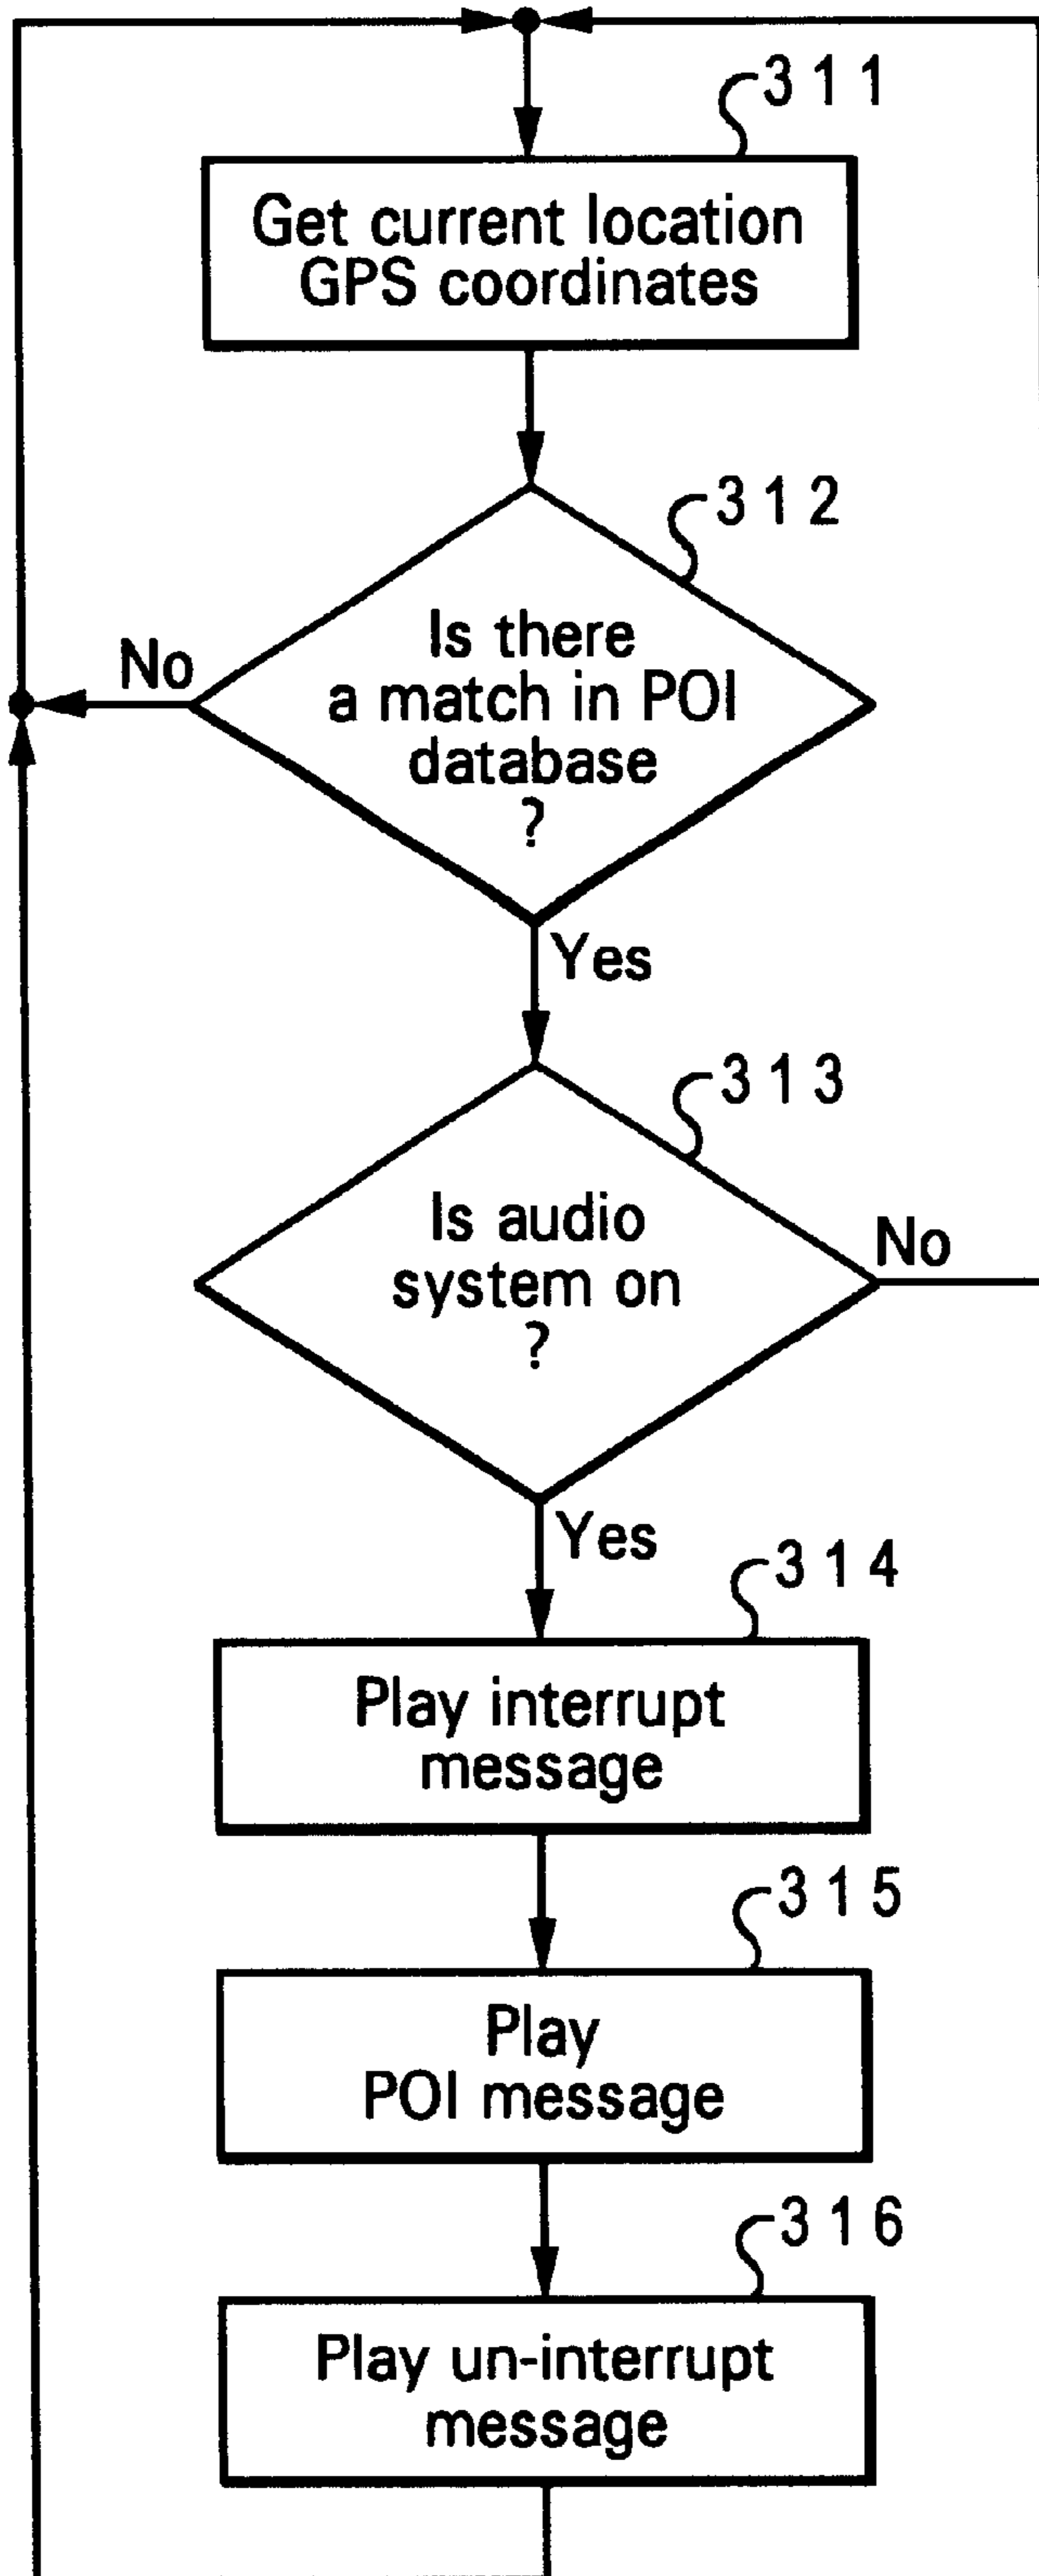 311
Get current location
GPS coordinates
312
Is there
a match in POI
database
?
No
Yes
313
Is audio
system on
?
No
Yes
314
Play interrupt
message
315
Play
POI message
316
Play un-interrupt
message